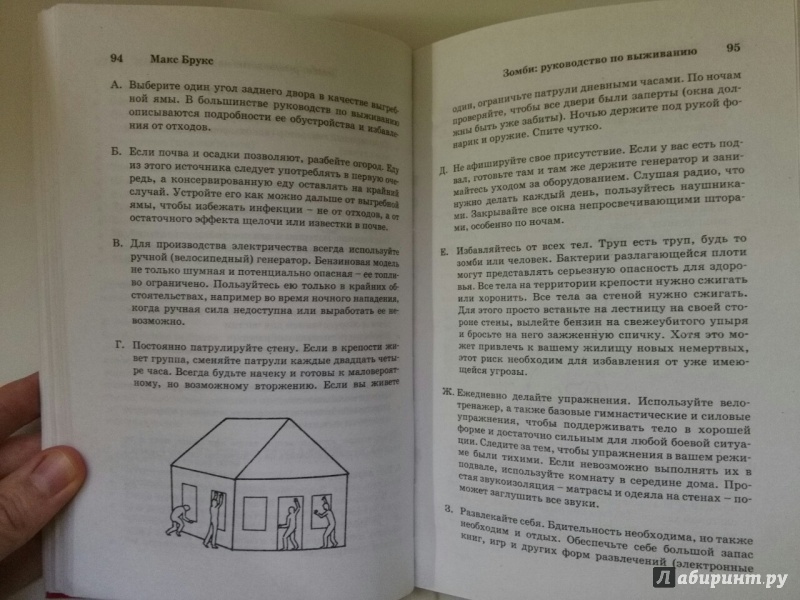 94 Макс Брукс
А. Выберите один угол заднего двора в качестве выгреб-
ной ямы. В большинстве руководств по выживанию
описываются подробности ее обустройства и избавле-
ния от отходов.
Б. Если почва и осадки позволяют, разбейте огород. Еду
из этого источника следует употреблять в первую оче-
редь, а консервированную еду оставлять на крайний
случай. Устройте его как можно дальше от выгребной
ямы, чтобы избежать инфекции – не от отходов, а от
остаточного эффекта щелочи или известки в почве.
В. Для производства электричества всегда используйте
ручной (велосипедный) генератор. Бензиновая модель
не только шумная и потенциально опасная – ее топли-
во ограничено. Пользуйтесь ею только в крайних об-
стоятельствах, например во время ночного нападения,
когда ручная сила недоступна или выработать ее не-
возможно.
Г. Постоянно патрулируйте стену. Если в крепости жи-
вет группа, сменяйте патрули каждые двадцать четы-
ре часа. Всегда будьте начеку и готовы к маловероят-
ному, но возможному вторжению. Если вы живете
Зомби: руководство по выживанию 95
один, ограничьте патрули дневными часами. По ночам
проверяйте, чтобы все двери были заперты (окна дол-
жны быть уже забиты). Ночью держите под рукой фо-
нарик и оружие. Спите чутко.
Д. Не афишируйте свое присутствие. Если у вас есть под-
вал, готовьте там и там же держите генератор и зани-
майтесь уходом за оборудованием. Слушая радио, что
нужно делать каждый день, пользуйтесь наушника-
ми. Закрывайте все окна непросвечивающими штора-
ми, особенно по ночам.
Е. Избавляйтесь от всех тел. Труп есть труп, будь то
зомби или человек. Бактерии разлагающейся плоти
могут представлять серьезную опасность для здоро-
вья. Все тела на территории крепости нужно сжигать
или хоронить. Все тела за стеной нужно сжигать.
Для этого просто встаньте на лестницу на своей сто-
роне стены, вылейте бензин на свежеубитого упыря
и бросьте на него зажженную спичку. Хотя это мо-
жет привлечь к вашему жилищу новых немертвых,
этот риск необходим для избавления от уже имею-
щейся угрозы.
Ж. Ежедневно делайте упражнения. Используйте вело-
тренажер, а также базовые гимнастические и силовые
упражнения, чтобы поддерживать тело в хорошей
форме и достаточно сильным для любой боевой ситуа-
ции. Следите за тем, чтобы упражнения в вашем режи-
ме были тихими. Если невозможно выполнять их в
подвале, используйте комнату в середине дома. Про-
стая звукоизоляция – матрасы и одеяла на стенах – по-
может заглушить все звуки.
З. Развлекайте себя. Бдительность необходима, но также
необходим и отдых. Обеспечьте себе большой запас
книг, игр и других форм развлечений (электронные
Лабиринт.ру